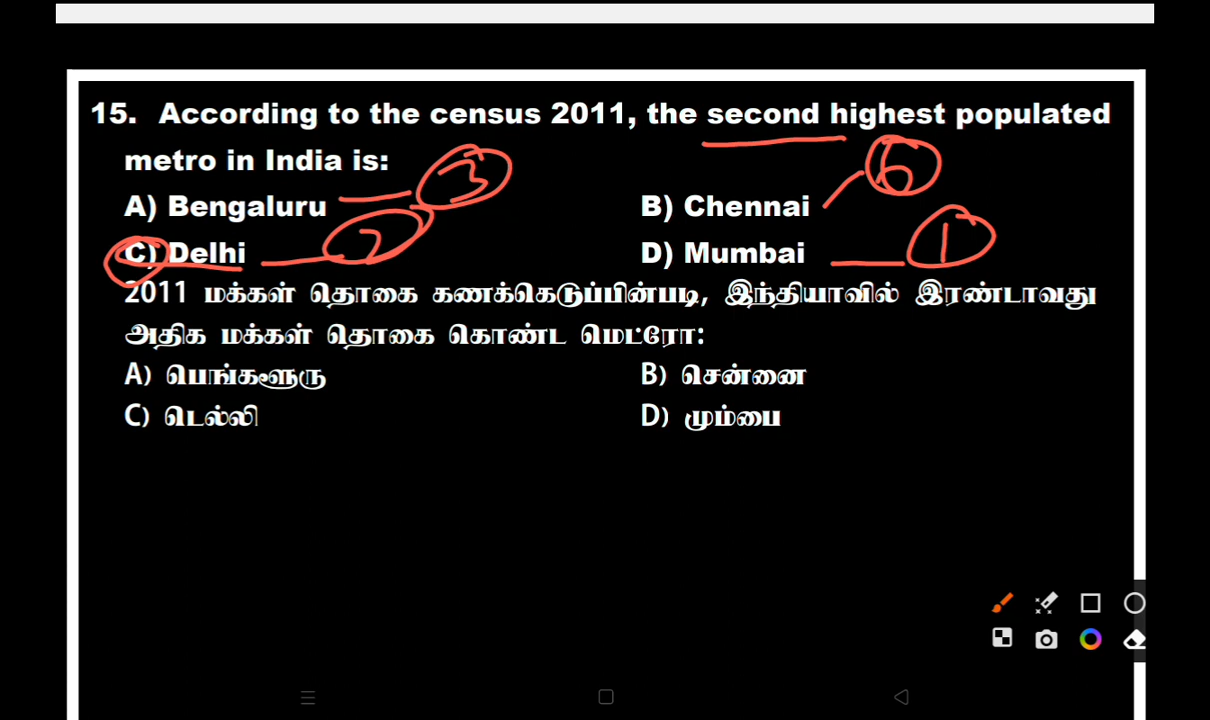 15. According to the census 2011, the second highest populated
metro in India is:
3 6
A) Bengaluru B) Chennai
C) Delhi 2 D) Mumbai 1
2011 மக்கள் தொகை கணக்கெடுப்பின்படி, இந்தியாவில் இரண்டாவது
அதிக மக்கள் தொகை கொண்ட மெட்ரோ:
A) பெங்களூரு B) சென்னை
C) டெல்லி D) மும்பை